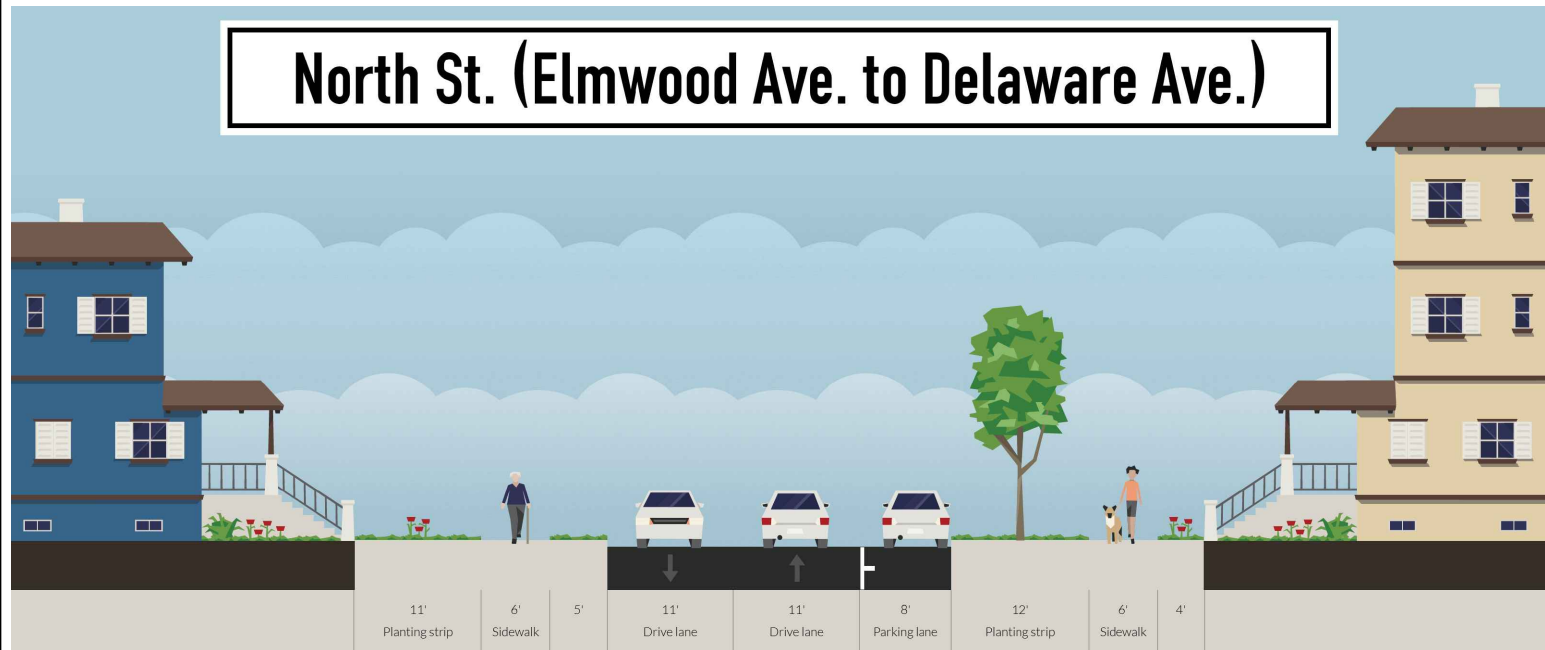 North St. (Elmwood Ave. to Delaware Ave.)
11' 6' 5' 11' 11' 8' 12' 6' 4'
Planting strip Sidewalk Drive lane Drive lane Parking lane Planting strip Sidewalk